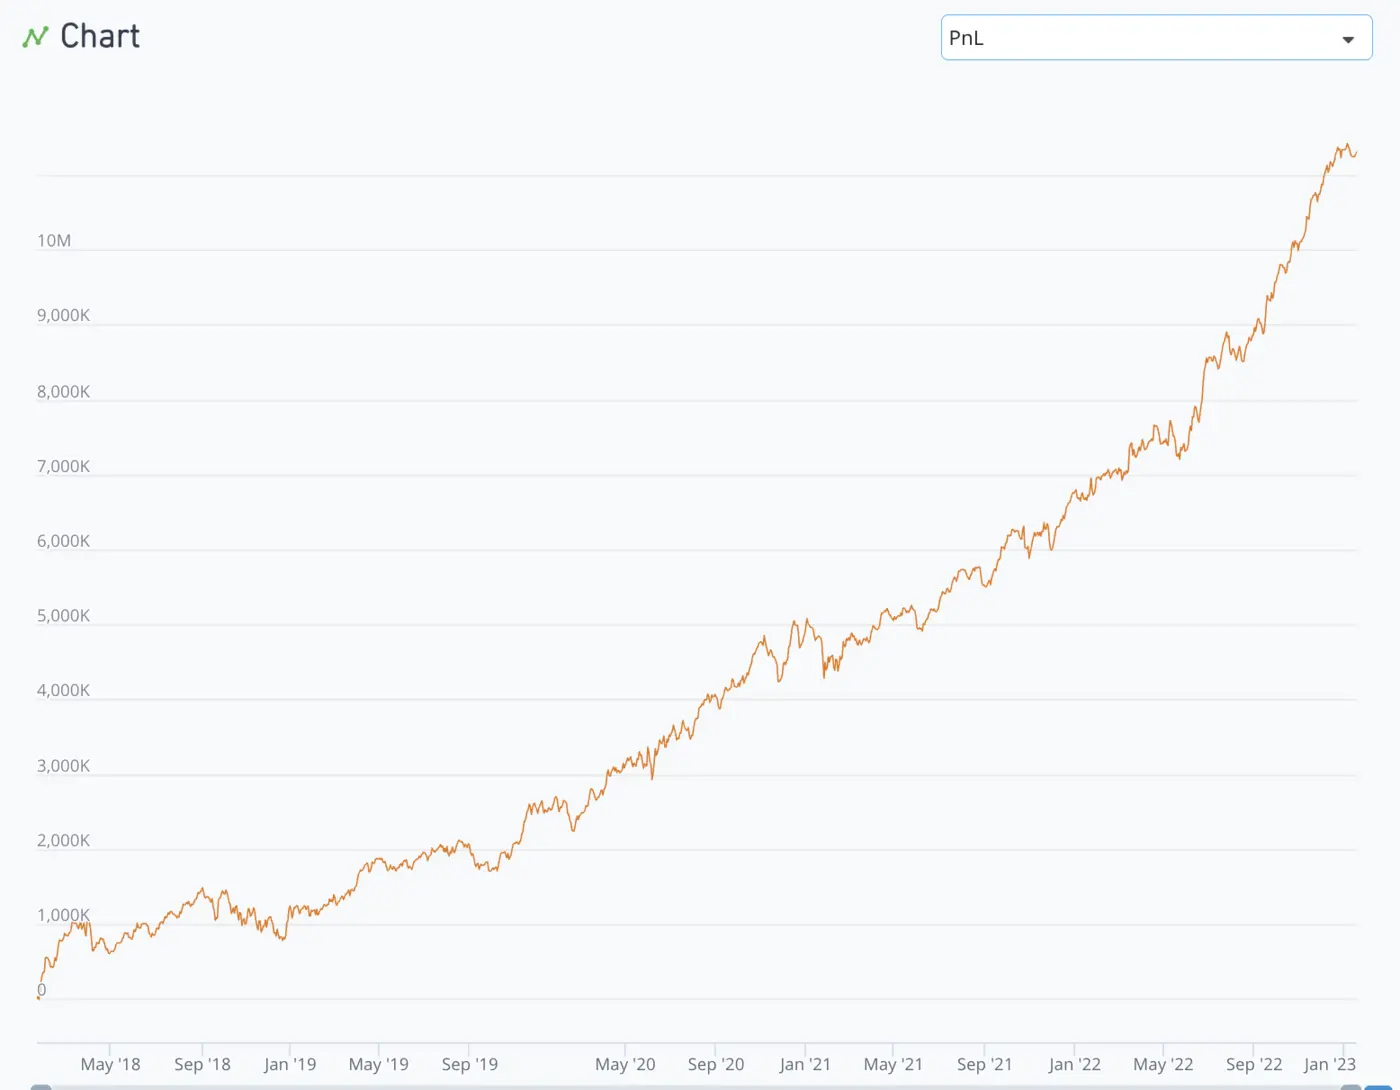 Chart
PnL
10M
9,000K
8,000K
7,000K
6,000K
5,000K
4,000K
3,000K
2,000K
1,000K
0
May '18 Sep '18 Jan '19 May '19 Sep '19 May '20 Sep '20 Jan '21 May '21 Sep '21 Jan '22 May '22 Sep '22 Jan '23